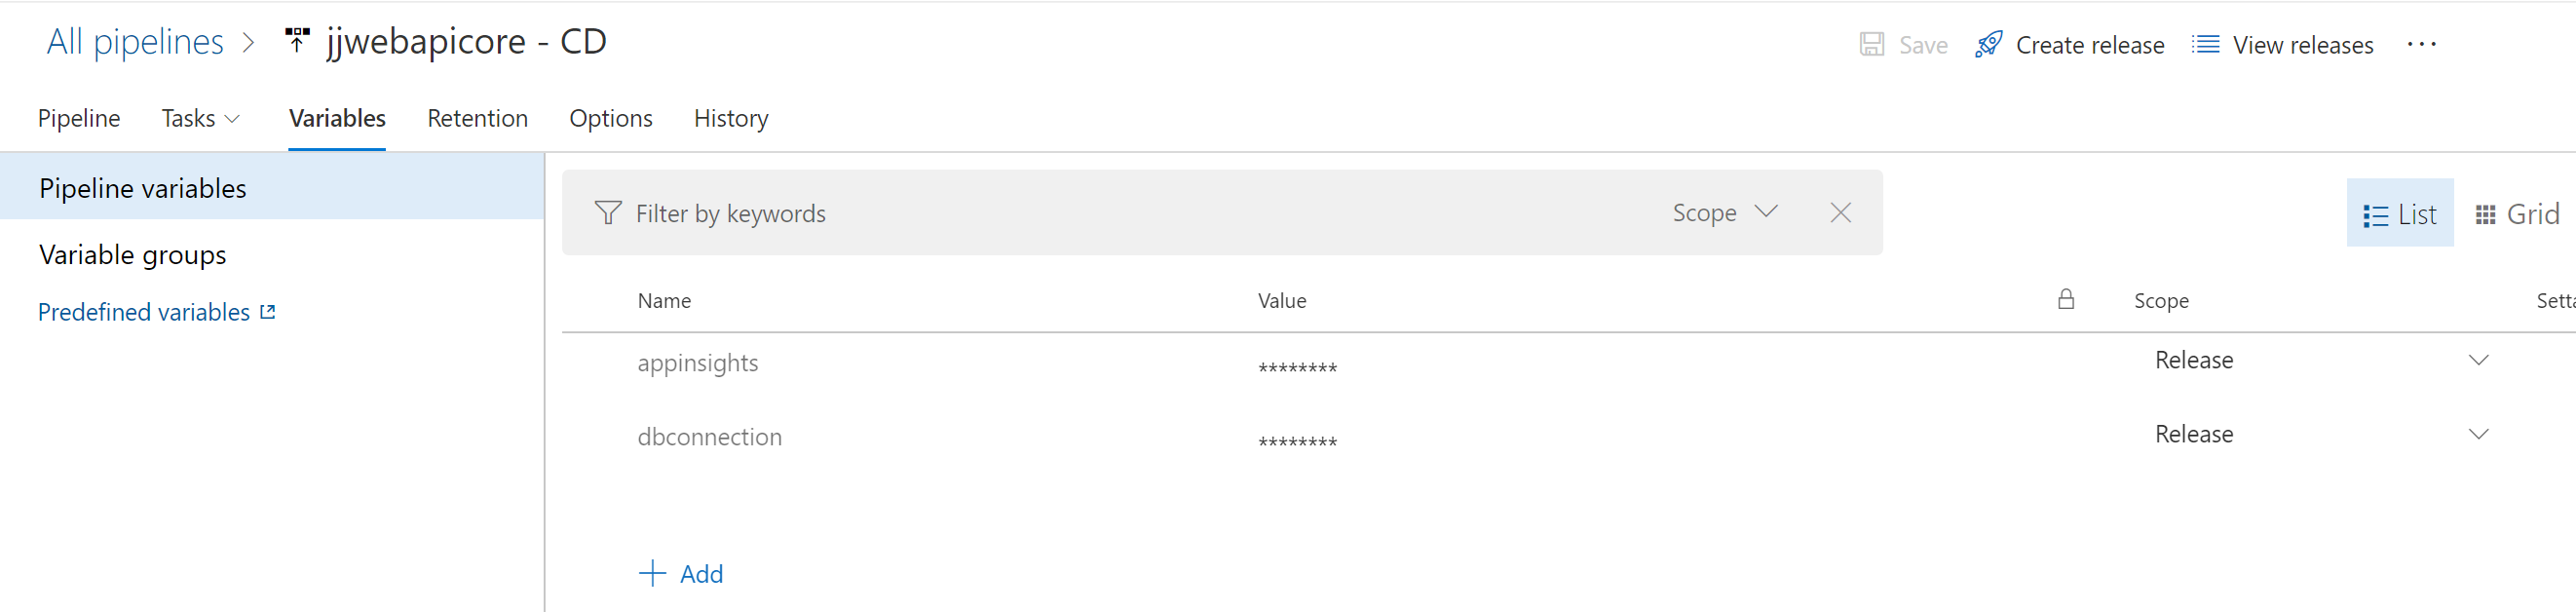 All pipelines > jjwebapicore - CD
Save Create release View releases ...
Pipeline Tasks Variables Retention Options History
Pipeline variables
Variable groups
Predefined variables
Filter by keywords Scope
List Grid
Name Value Scope Setta
appinsights ******** Release
dbconnection ******** Release
+ Add